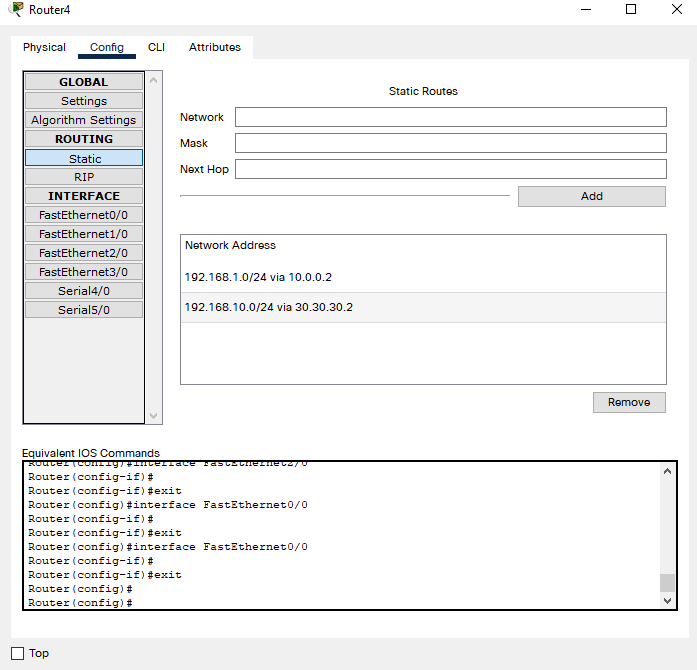 Router4
Physical Config CLI Attributes
GLOBAL
Settings
Algorithm Settings
ROUTING
Static
RIP
INTERFACE
FastEthernet0/0
FastEthernet1/0
FastEthernet2/0
FastEthernet3/0
Serial4/0
Serial5/0
Static Routes
Network
Mask
Next Hop
Add
Network Address
192.168.1.0/24 via 10.0.0.2
192.168.10.0/24 via 30.30.30.2
Remove
Equivalent IOS Commands
Router(config)#interface FastEthernet2/0
Router(config-if)#
Router(config-if)#exit
Router(config)#interface FastEthernet0/0
Router(config-if)#
Router(config-if)#exit
Router(config)#interface FastEthernet0/0
Router(config-if)#
Router(config-if)#exit
Router(config)#
Router(config)#
Top